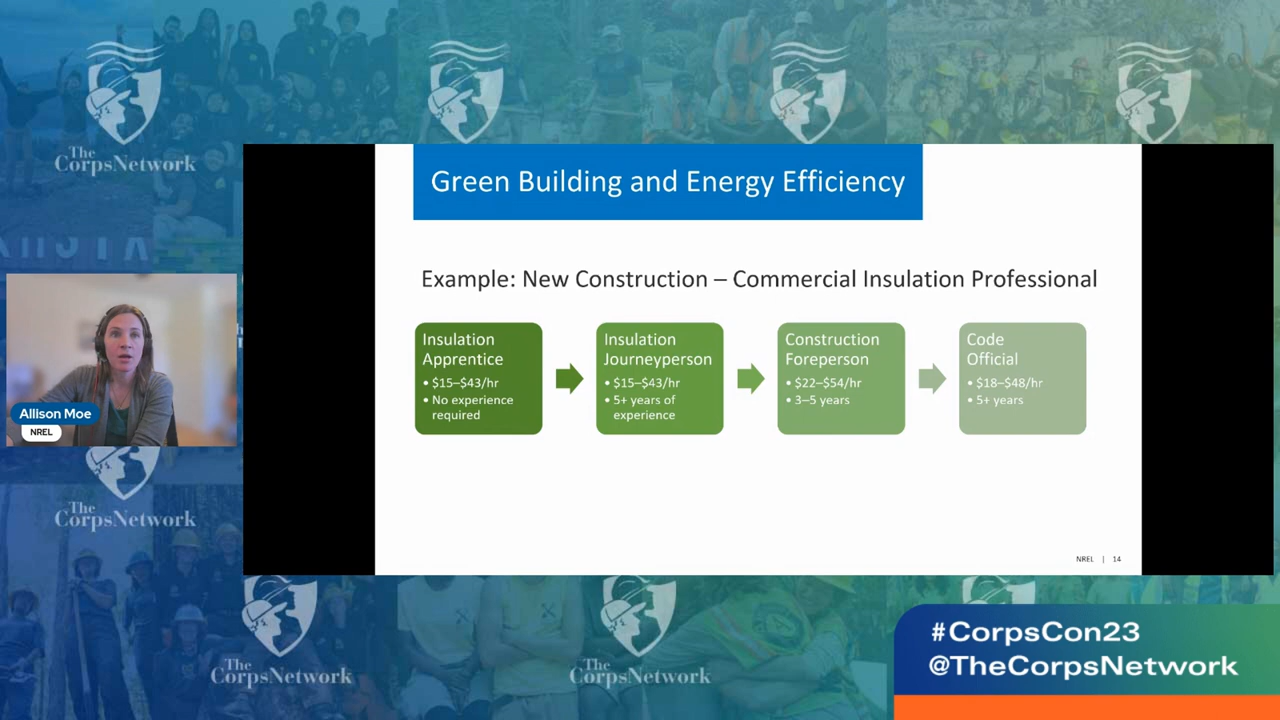 The
CorpsNetwork
Green Building and Energy Efficiency
Example: New Construction – Commercial Insulation Professional
Insulation
Apprentice
• $15–$43/hr
• No experience
required
Insulation
Journeyperson
• $15–$43/hr
• 5+ years of
experience
Construction
Foreperson
• $22–$54/hr
• 3–5 years
Code
Official
• $18–$48/hr
• 5+ years
NREL | 14
Allison Moe
NREL
The
CorpsNetwork
The
CorpsNetwork
The
CorpsNetwork
#CorpsCon23
@TheCorpsNetwork